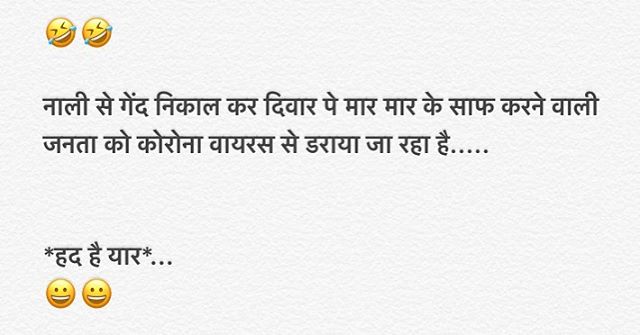 🤣🤣
नाली से गेंद निकाल कर दिवार पे मार मार के साफ करने वाली
जनता को कोरोना वायरस से डराया जा रहा है.....
*हद है यार*...
😀😀